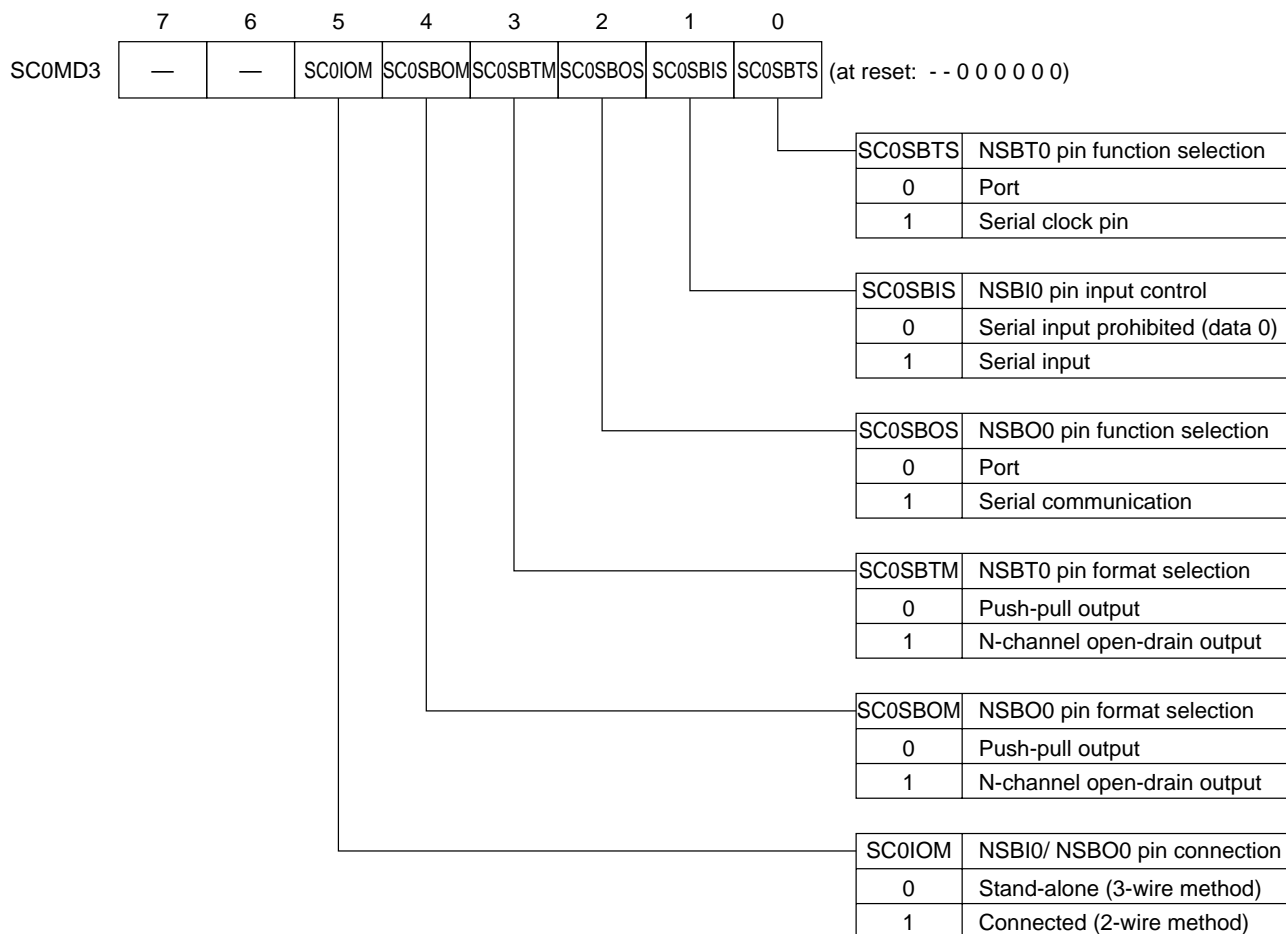 7 6 5 4 3 2 1 0
SC0MD3 — — SC0IOM SC0SBOM SC0SBTM SC0SBOS SC0SBIS SC0SBTS (at reset: - - 0 0 0 0 0 0)
SC0SBTS NSBT0 pin function selection
0 Port
1 Serial clock pin
SC0SBIS NSBI0 pin input control
0 Serial input prohibited (data 0)
1 Serial input
SC0SBOS NSBO0 pin function selection
0 Port
1 Serial communication
SC0SBTM NSBT0 pin format selection
0 Push-pull output
1 N-channel open-drain output
SC0SBOM NSBO0 pin format selection
0 Push-pull output
1 N-channel open-drain output
SC0IOM NSBI0/ NSBO0 pin connection
0 Stand-alone (3-wire method)
1 Connected (2-wire method)